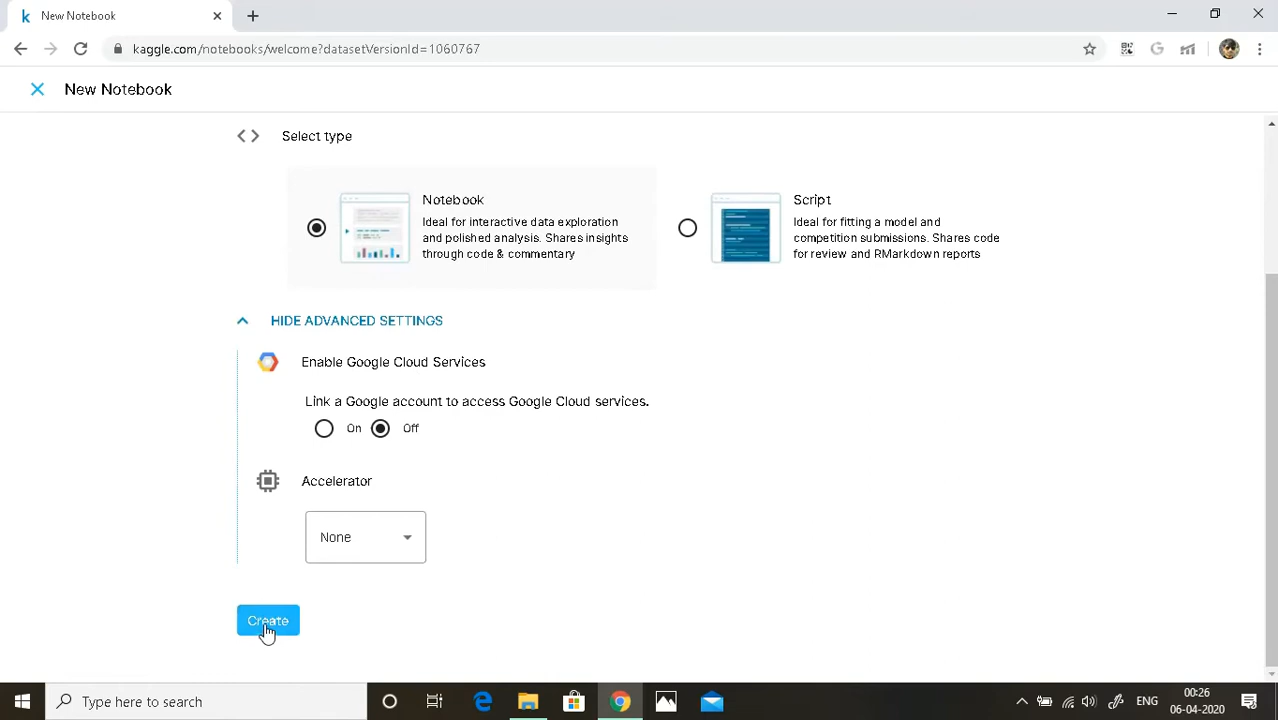 New Notebook
kaggle.com/notebooks/welcome?datasetVersionId=1060767
New Notebook
Select type
Notebook
Ideal for interactive data exploration
and polished analysis. Shares insights
through code & commentary
Script
Ideal for fitting a model and
competition submissions. Shares code
for review and RMarkdown reports
HIDE ADVANCED SETTINGS
Enable Google Cloud Services
Link a Google account to access Google Cloud services.
On Off
Accelerator
None
Create
Type here to search
ENG
00:26
06-04-2020